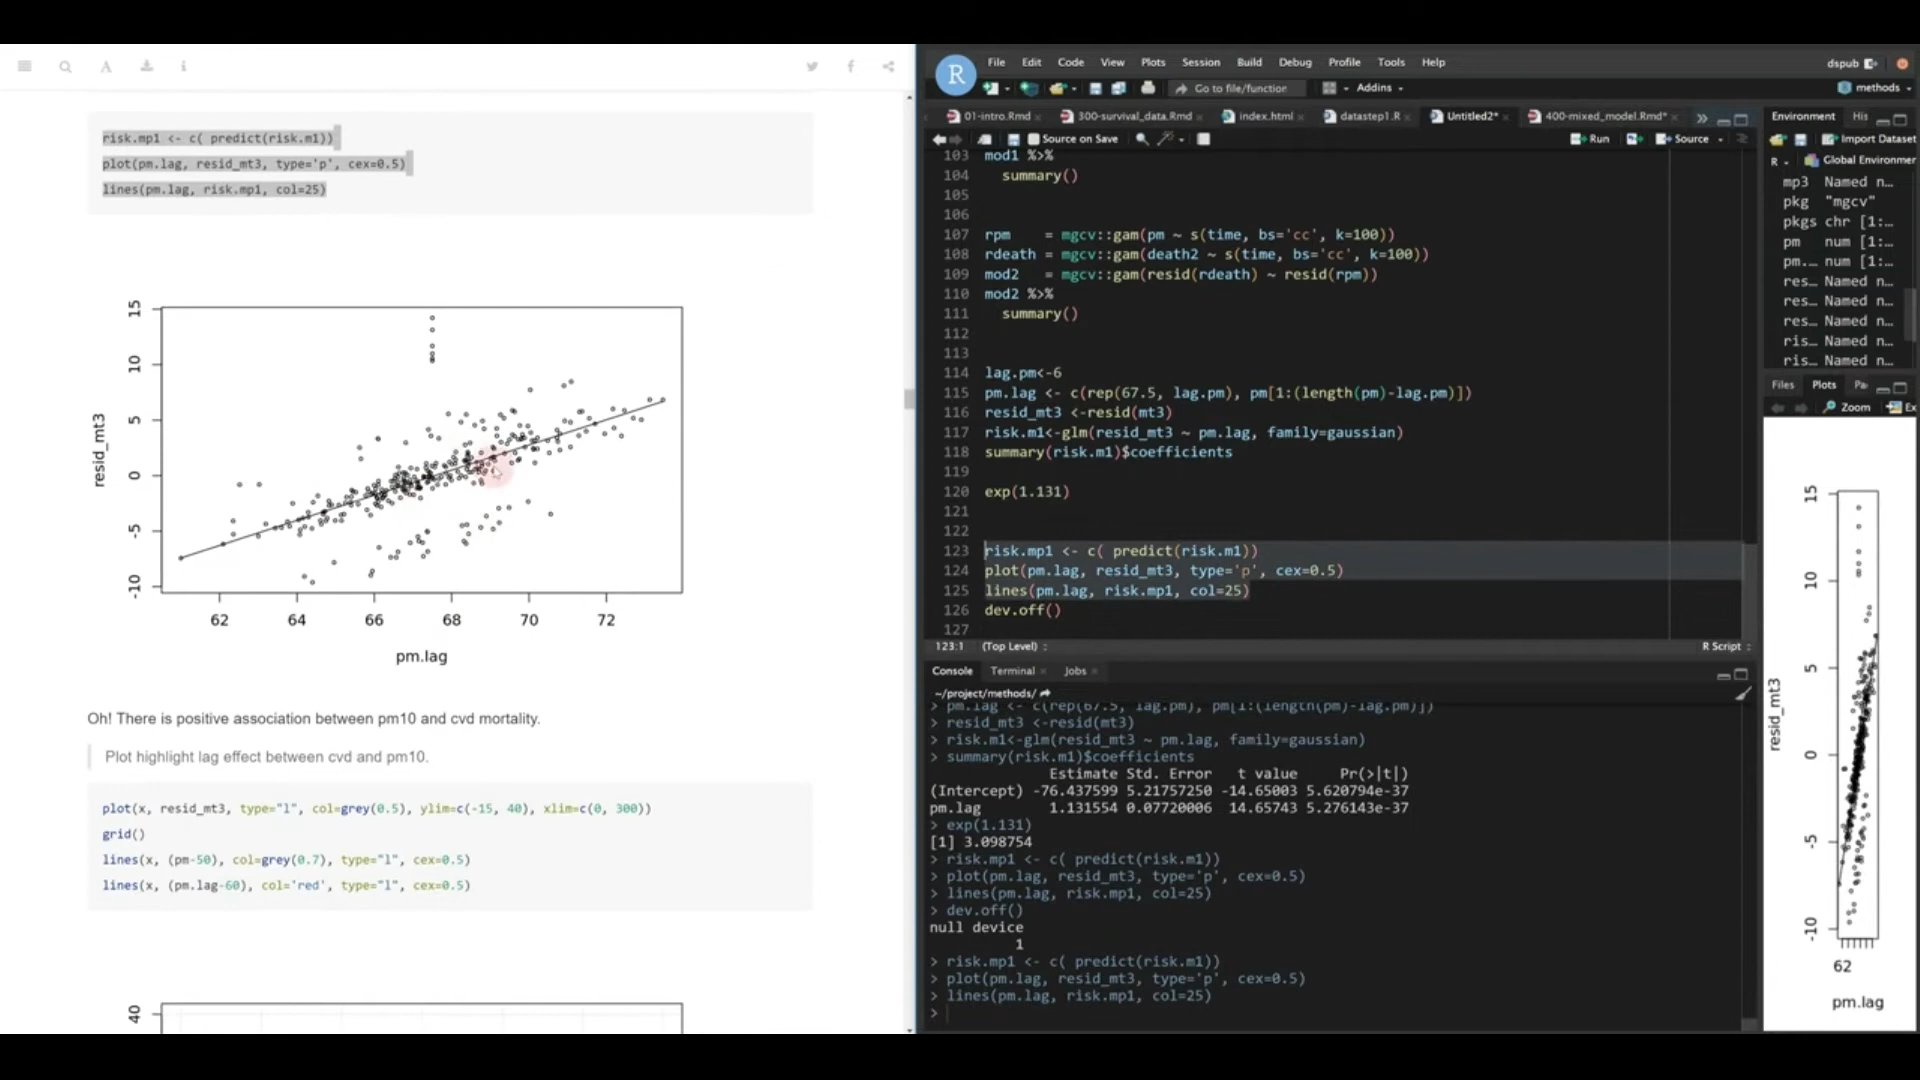 risk.mp1 <- c( predict(risk.m1))
plot(pm.lag, resid_mt3, type='p', cex=0.5)
lines(pm.lag, risk.mp1, col=25)
15
10
5
0
-5
-10
resid_mt3
62 64 66 68 70 72
pm.lag
Oh! There is positive association between pm10 and cvd mortality.
Plot highlight lag effect between cvd and pm10.
plot(x, resid_mt3, type="l", col=grey(0.5), ylim=c(-15, 40), xlim=c(0, 300))
grid()
lines(x, (pm-50), col=grey(0.7), type="l", cex=0.5)
lines(x, (pm.lag-60), col='red', type="l", cex=0.5)
40
R File Edit Code View Plots Session Build Debug Profile Tools Help
dspub
Go to file/function Addins
methods
01-intro.Rmd × 300-survival_data.Rmd × index.html × datastep1.R × Untitled2* × 400-mixed_model.Rmd* ×
Source on Save Run Source
103 mod1 %>%
104 summary()
105
106
107 rpm = mgcv::gam(pm ~ s(time, bs='cc', k=100))
108 rdeath = mgcv::gam(death2 ~ s(time, bs='cc', k=100))
109 mod2 = mgcv::gam(resid(rdeath) ~ resid(rpm))
110 mod2 %>%
111 summary()
112
113
114 lag.pm<-6
115 pm.lag <- c(rep(67.5, lag.pm), pm[1:(length(pm)-lag.pm)])
116 resid_mt3 <-resid(mt3)
117 risk.m1<-glm(resid_mt3 ~ pm.lag, family=gaussian)
118 summary(risk.m1)$coefficients
119
120 exp(1.131)
121
122
123 risk.mp1 <- c( predict(risk.m1))
124 plot(pm.lag, resid_mt3, type='p', cex=0.5)
125 lines(pm.lag, risk.mp1, col=25)
126 dev.off()
127
123:1 (Top Level) R Script
Console Terminal × Jobs ×
~/project/methods/
> pm.lag <- c(rep(67.5, lag.pm), pm[1:(length(pm)-lag.pm)])
> resid_mt3 <-resid(mt3)
> risk.m1<-glm(resid_mt3 ~ pm.lag, family=gaussian)
> summary(risk.m1)$coefficients
Estimate Std. Error t value Pr(>|t|)
(Intercept) -76.437599 5.21757250 -14.65003 5.620794e-37
pm.lag 1.131554 0.07720006 14.65743 5.276143e-37
> exp(1.131)
[1] 3.098754
> risk.mp1 <- c( predict(risk.m1))
> plot(pm.lag, resid_mt3, type='p', cex=0.5)
> lines(pm.lag, risk.mp1, col=25)
> dev.off()
null device
1
> risk.mp1 <- c( predict(risk.m1))
> plot(pm.lag, resid_mt3, type='p', cex=0.5)
> lines(pm.lag, risk.mp1, col=25)
>
Environment His
Import Dataset
R Global Environmen
mp3 Named n…
pkg "mgcv"
pkgs chr [1:…
pm num [1:…
pm.… num [1:…
res… Named n…
res… Named n…
res… Named n…
ris… Named n…
ris… Named n…
Files Plots Pa
Zoom Ex
15
10
5
0
-5
-10
resid_mt3
62
pm.lag